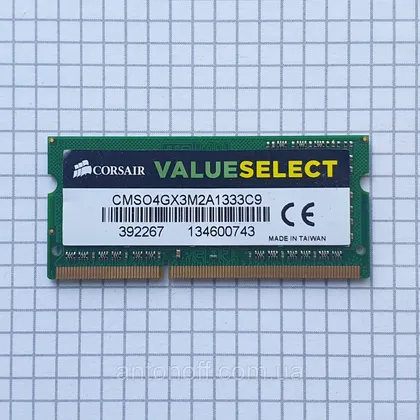 CORSAIR VALUESELECT
CMSO4GX3M2A1333C9
392267 134600743
CE
MADE IN TAIWAN
antonoff.com.ua